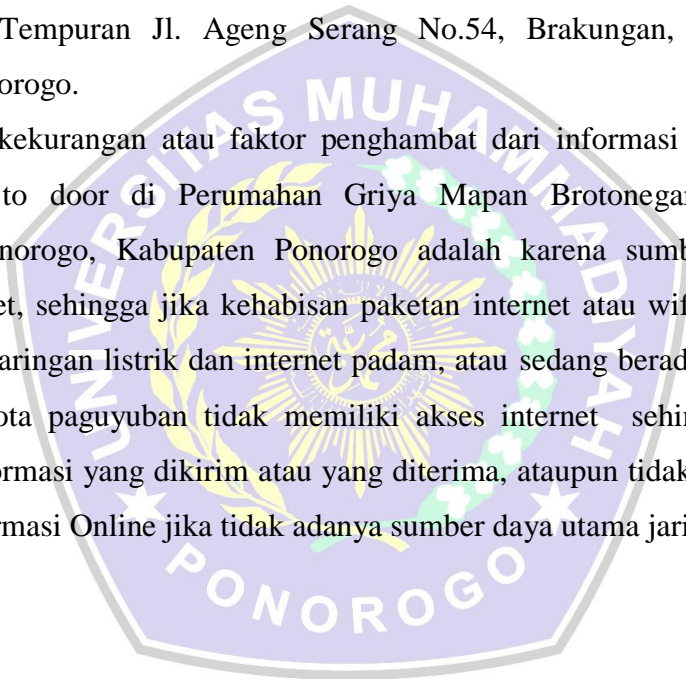 Tempuran Jl. Ageng Serang No.54, Brakungan,
orogo.
kekurangan atau faktor penghambat dari informasi
to door di Perumahan Griya Mapan Brotonegar
norogo, Kabupaten Ponorogo adalah karena sumb
et, sehingga jika kehabisan paketan internet atau wif
aringan listrik dan internet padam, atau sedang berad
ota paguyuban tidak memiliki akses internet sehin
ormasi yang dikirim atau yang diterima, ataupun tidak
rmasi Online jika tidak adanya sumber daya utama jari
UNIVERSITAS MUHAMMADIYAH
PONOROGO